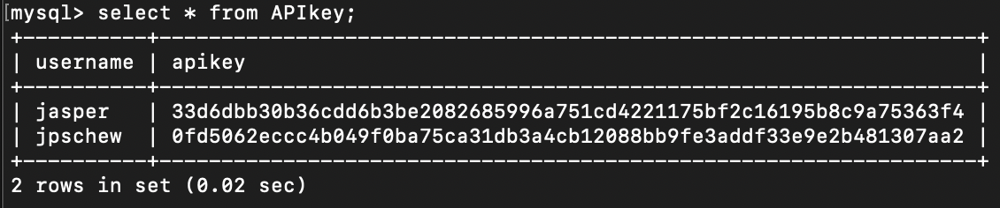 [mysql> select * from APIkey;
+----------+------------------------------------------------------------------+
| username | apikey                                                           |
+----------+------------------------------------------------------------------+
| jasper   | 33d6dbb30b36cdd6b3be2082685996a751cd4221175bf2c16195b8c9a75363f4 |
| jpschew  | 0fd5062eccc4b049f0ba75ca31db3a4cb12088bb9fe3addf33e9e2b481307aa2 |
+----------+------------------------------------------------------------------+
2 rows in set (0.02 sec)